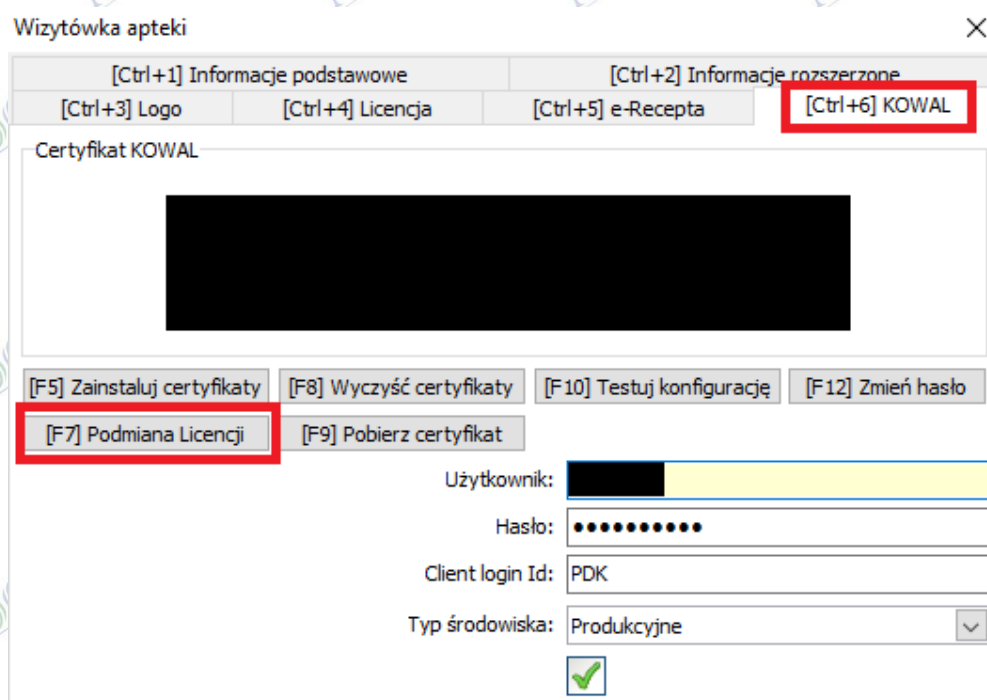 Wizytówka apteki
[Ctrl+1] Informacje podstawowe [Ctrl+2] Informacje rozszerzone
[Ctrl+3] Logo [Ctrl+4] Licencja [Ctrl+5] e-Recepta [Ctrl+6] KOWAL
Certyfikat KOWAL
[F5] Zainstaluj certyfikaty [F8] Wyczyść certyfikaty [F10] Testuj konfigurację [F12] Zmień hasło
[F7] Podmiana Licencji [F9] Pobierz certyfikat
Użytkownik:
Hasło: ••••••••••
Client login Id: PDK
Typ środowiska: Produkcyjne